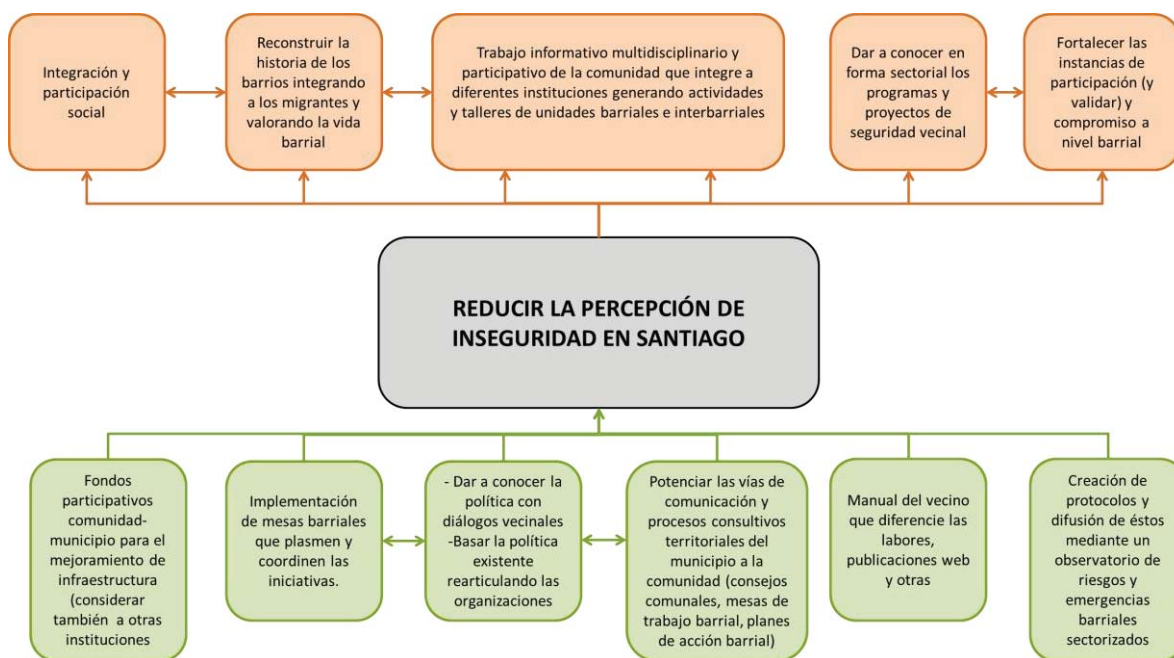 Integración y
participación
social
Reconstruir la
historia de los
barrios integrando
a los migrantes y
valorando la vida
barrial
Trabajo informativo multidisciplinario y
participativo de la comunidad que integre a
diferentes instituciones generando actividades
y talleres de unidades barriales e interbarriales
Dar a conocer en
forma sectorial los
programas y
proyectos de
seguridad vecinal
Fortalecer las
instancias de
participación (y
validar) y
compromiso a
nivel barrial
REDUCIR LA PERCEPCIÓN DE
INSEGURIDAD EN SANTIAGO
Fondos
participativos
comunidad-
municipio para el
mejoramiento de
infraestructura
(considerar
también a otras
instituciones
Implementación
de mesas barriales
que plasmen y
coordinen las
iniciativas.
- Dar a conocer la
política con
diálogos vecinales
-Basar la política
existente
rearticulando las
organizaciones
Potenciar las vías de
comunicación y
procesos consultivos
territoriales del
municipio a la
comunidad (consejos
comunales, mesas de
trabajo barrial, planes
de acción barrial)
Manual del vecino
que diferencie las
labores,
publicaciones web
y otras
Creación de
protocolos y
difusión de éstos
mediante un
observatorio de
riesgos y
emergencias
barriales
sectorizados